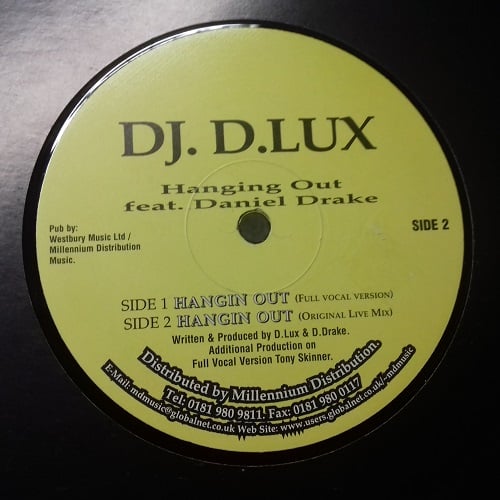 DJ. D.LUX
Hanging Out
feat. Daniel Drake
Pub by:
Westbury Music Ltd /
Millennium Distribution
Music.
SIDE 2
SIDE 1 HANGIN OUT (FULL VOCAL VERSION)
SIDE 2 HANGIN OUT (ORIGINAL LIVE MIX)
Written & Produced by D.Lux & D.Drake.
Additional Production on
Full Vocal Version Tony Skinner.
Distributed by Millennium Distribution.
Tel: 0181 980 9811. Fax: 0181 980 0117
E-Mail: mdmusic@globalnet.co.uk Web Site: www.users.globalnet.co.uk/~mdmusic